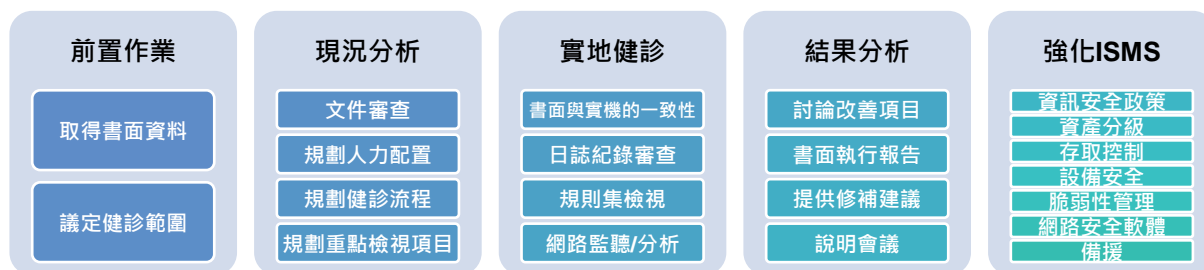 前置作業
取得書面資料
議定健診範圍
現況分析
文件審查
規劃人力配置
規劃健診流程
規劃重點檢視項目
實地健診
書面與實機的一致性
日誌紀錄審查
規則集檢視
網路監聽/分析
結果分析
討論改善項目
書面執行報告
提供修補建議
說明會議
強化ISMS
資訊安全政策
資產分級
存取控制
設備安全
脆弱性管理
網路安全軟體
備援